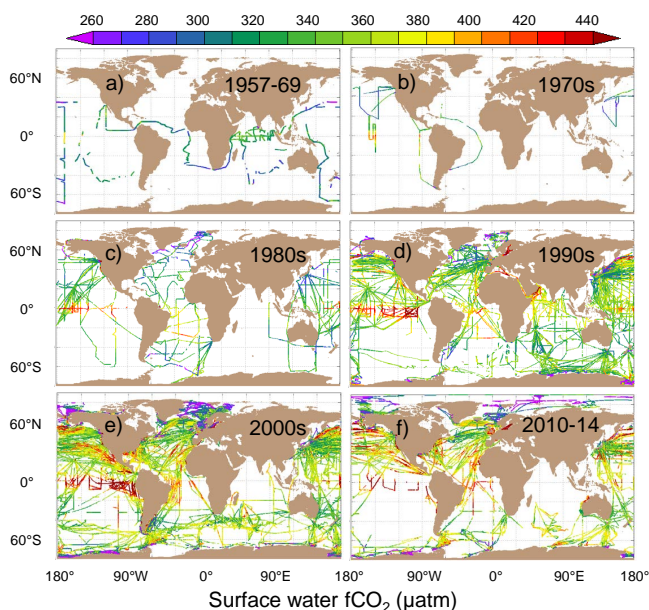 260 280 300 320 340 360 380 400 420 440
60°N
a)
1957-69
b)
1970s
0°
60°S
c)
1980s
d)
1990s
60°N
0°
60°S
e)
2000s
f)
2010-14
60°N
0°
60°S
180° 90°W 0° 90°E 180° 90°W 0° 90°E 180°
Surface water fCO₂ (µatm)